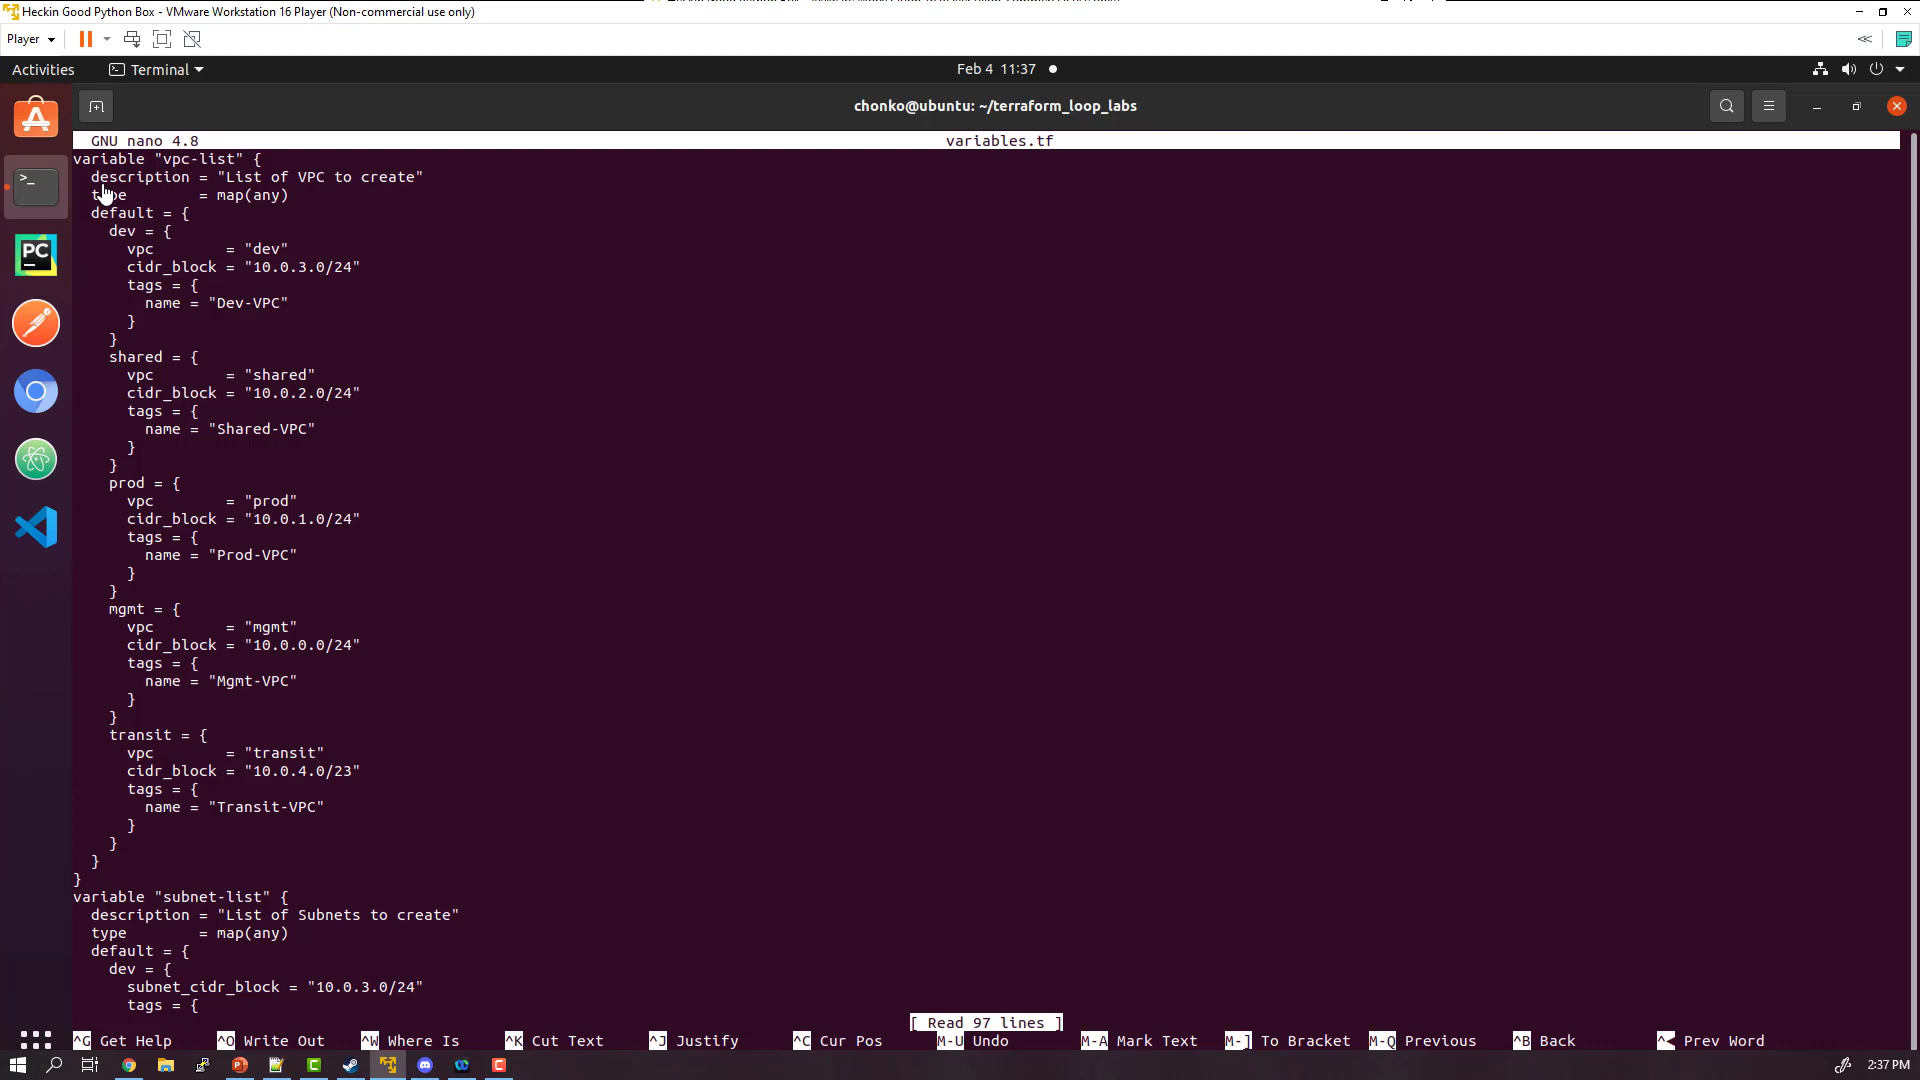 Heckin Good Python Box - VMware Workstation 16 Player (Non-commercial use only)
Player
Activities
Terminal
Feb 4 11:37
chonko@ubuntu: ~/terraform_loop_labs
GNU nano 4.8 variables.tf
variable "vpc-list" {
  description = "List of VPC to create"
  type        = map(any)
  default = {
    dev = {
      vpc        = "dev"
      cidr_block = "10.0.3.0/24"
      tags = {
        name = "Dev-VPC"
      }
    }
    shared = {
      vpc        = "shared"
      cidr_block = "10.0.2.0/24"
      tags = {
        name = "Shared-VPC"
      }
    }
    prod = {
      vpc        = "prod"
      cidr_block = "10.0.1.0/24"
      tags = {
        name = "Prod-VPC"
      }
    }
    mgmt = {
      vpc        = "mgmt"
      cidr_block = "10.0.0.0/24"
      tags = {
        name = "Mgmt-VPC"
      }
    }
    transit = {
      vpc        = "transit"
      cidr_block = "10.0.4.0/23"
      tags = {
        name = "Transit-VPC"
      }
    }
  }
}
variable "subnet-list" {
  description = "List of Subnets to create"
  type        = map(any)
  default = {
    dev = {
      subnet_cidr_block = "10.0.3.0/24"
      tags = {
[ Read 97 lines ]
^G Get Help ^O Write Out ^W Where Is ^K Cut Text ^J Justify ^C Cur Pos M-U Undo M-A Mark Text M-] To Bracket M-Q Previous ^B Back ^◀ Prev Word
PC
2:37 PM